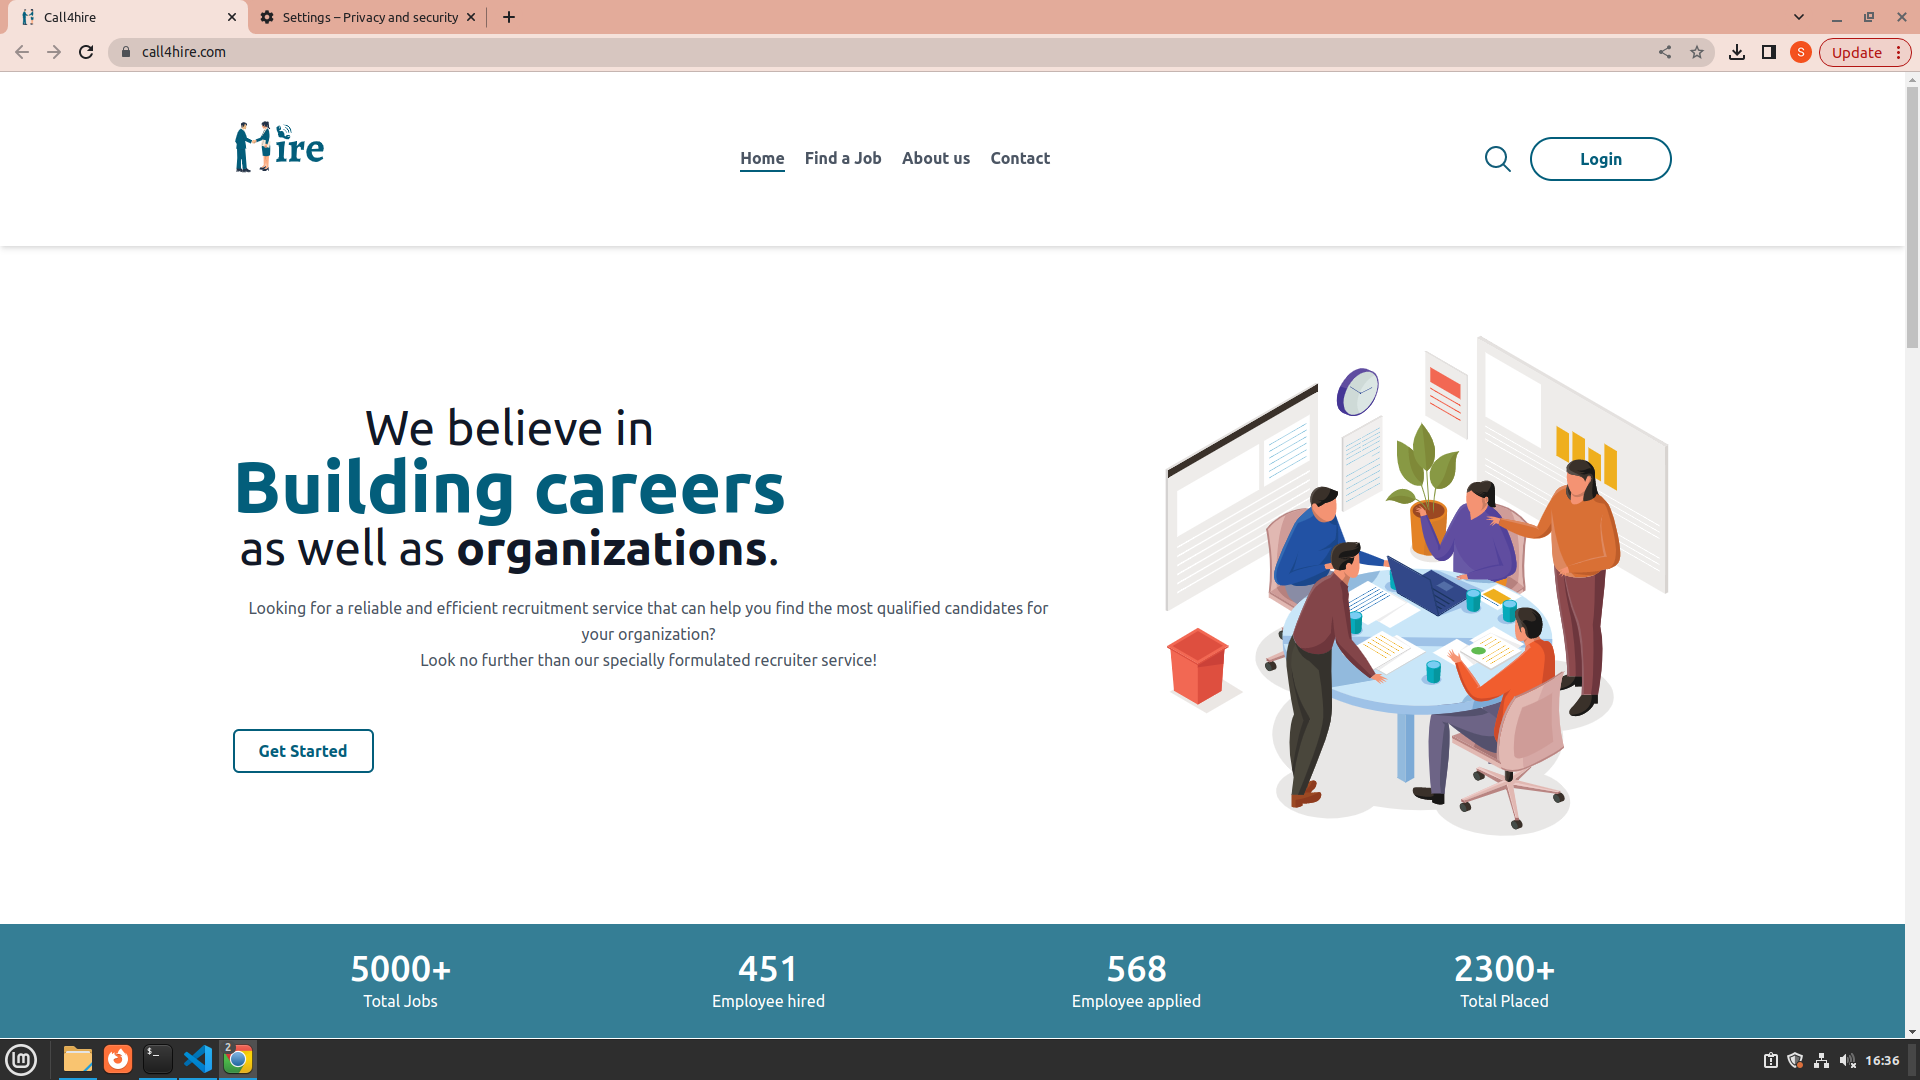 Call4hire
Settings – Privacy and security
call4hire.com
S
Update
ire
Home
Find a Job
About us
Contact
Login
We believe in
Building careers
as well as organizations.
Looking for a reliable and efficient recruitment service that can help you find the most qualified candidates for
your organization?
Look no further than our specially formulated recruiter service!
Get Started
5000+
Total Jobs
451
Employee hired
568
Employee applied
2300+
Total Placed
lm
$_
2
16:36